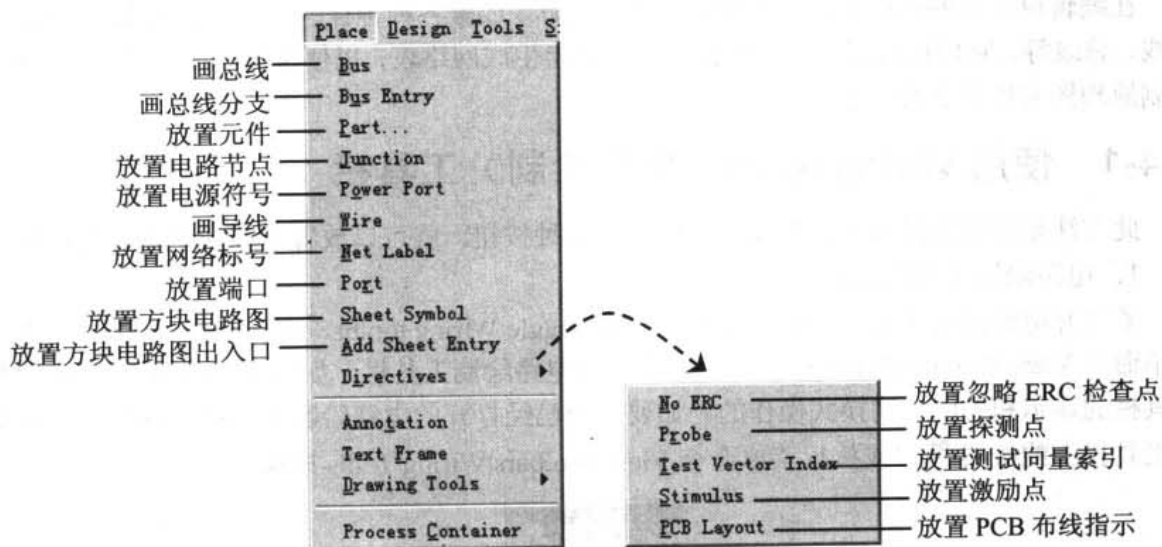 Place Design Tools S
画总线 Bus
画总线分支 Bus Entry
放置元件 Part...
放置电路节点 Junction
放置电源符号 Power Port
画导线 Wire
放置网络标号 Net Label
放置端口 Port
放置方块电路图 Sheet Symbol
放置方块电路图出入口 Add Sheet Entry
Directives
Annotation
Text Frame
Drawing Tools
Process Container
No ERC 放置忽略 ERC 检查点
Probe 放置探测点
Test Vector Index 放置测试向量索引
Stimulus 放置激励点
PCB Layout 放置 PCB 布线指示